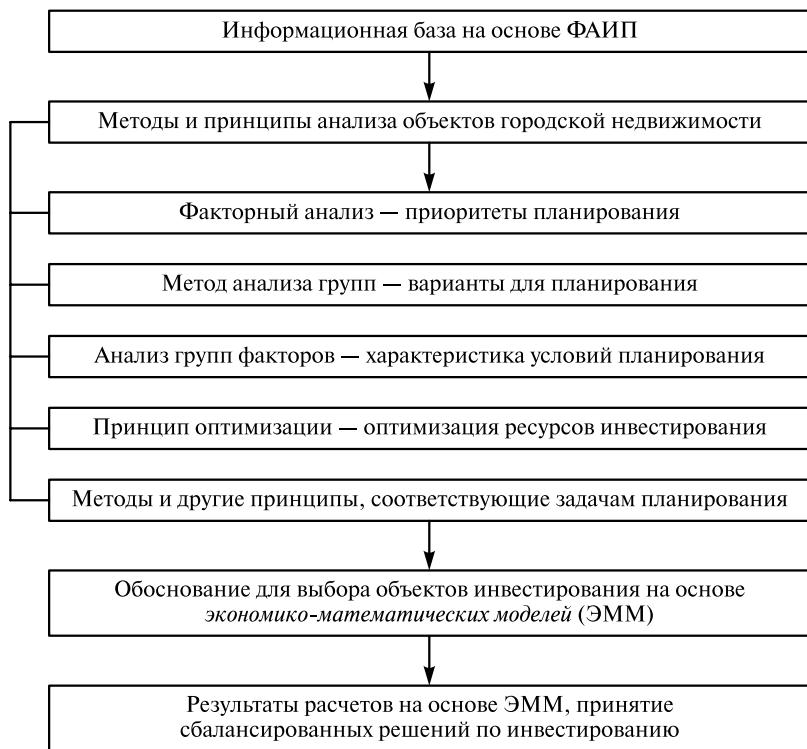 Информационная база на основе ФАИП
Методы и принципы анализа объектов городской недвижимости
Факторный анализ — приоритеты планирования
Метод анализа групп — варианты для планирования
Анализ групп факторов — характеристика условий планирования
Принцип оптимизации — оптимизация ресурсов инвестирования
Методы и другие принципы, соответствующие задачам планирования
Обоснование для выбора объектов инвестирования на основе
экономико-математических моделей (ЭММ)
Результаты расчетов на основе ЭММ, принятие
сбалансированных решений по инвестированию